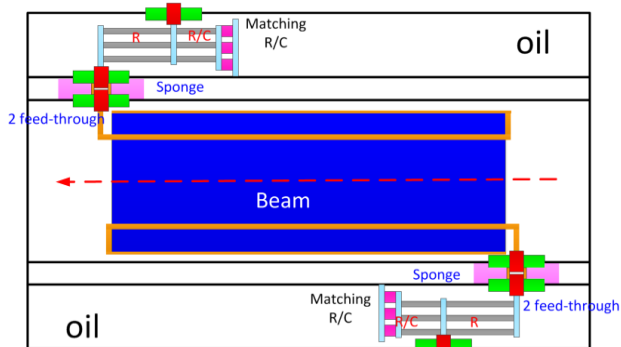 Matching
R/C
R
R/C
oil
Sponge
2 feed-through
Beam
Sponge
2 feed-through
Matching
R/C
R/C
R
oil